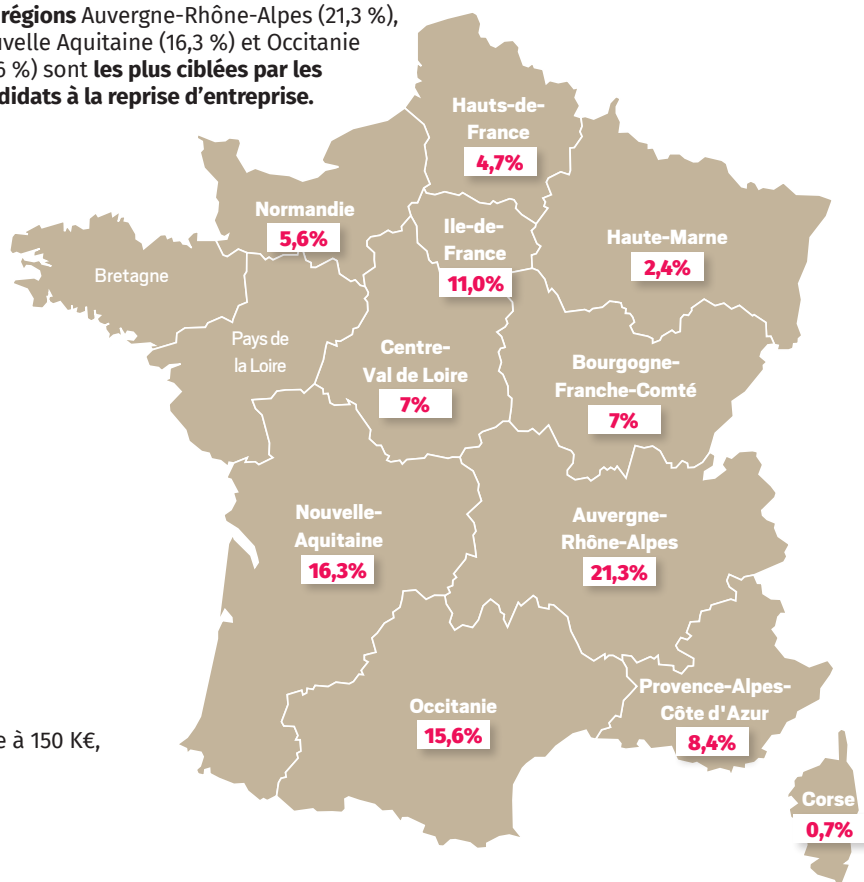 régions Auvergne-Rhône-Alpes (21,3 %),
velle Aquitaine (16,3 %) et Occitanie
6 %) sont les plus ciblées par les
didats à la reprise d’entreprise.
Hauts-de-
France
4,7%
Normandie
5,6%
Ile-de-
France
11,0%
Haute-Marne
2,4%
Bretagne
Pays de
la Loire
Centre-
Val de Loire
7%
Bourgogne-
Franche-Comté
7%
Nouvelle-
Aquitaine
16,3%
Auvergne-
Rhône-Alpes
21,3%
Occitanie
15,6%
Provence-Alpes-
Côte d'Azur
8,4%
e à 150 K€,
Corse
0,7%